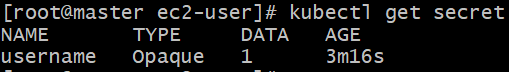 [root@master ec2-user]# kubectl get secret
NAME       TYPE     DATA   AGE
username   Opaque   1      3m16s